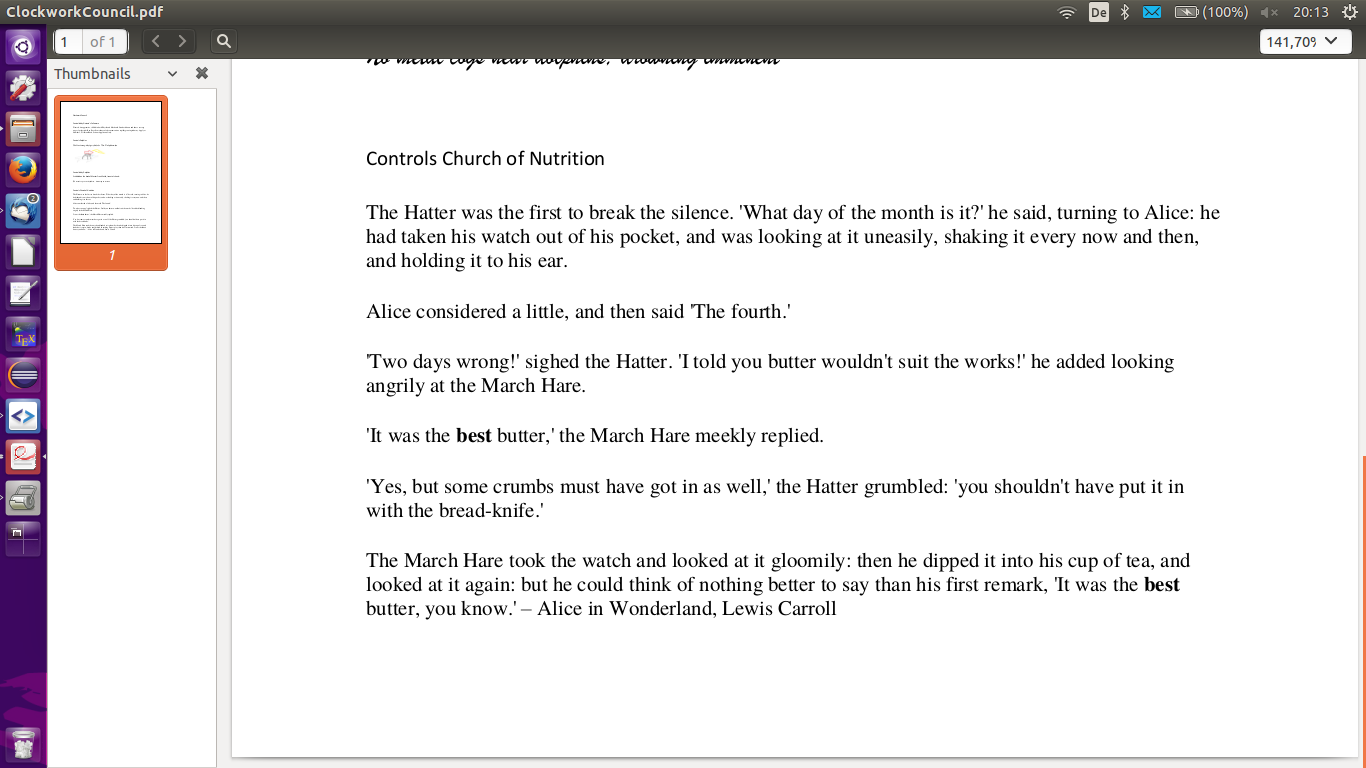 ClockworkCouncil.pdf
De
(100%)
20:13
1
of 1
141,70%
Thumbnails
1
2
TEX
No metal cogs near dolphins, drowning imminent
Controls Church of Nutrition
The Hatter was the first to break the silence. 'What day of the month is it?' he said, turning to Alice: he
had taken his watch out of his pocket, and was looking at it uneasily, shaking it every now and then,
and holding it to his ear.
Alice considered a little, and then said 'The fourth.'
'Two days wrong!' sighed the Hatter. 'I told you butter wouldn't suit the works!' he added looking
angrily at the March Hare.
'It was the best butter,' the March Hare meekly replied.
'Yes, but some crumbs must have got in as well,' the Hatter grumbled: 'you shouldn't have put it in
with the bread-knife.'
The March Hare took the watch and looked at it gloomily: then he dipped it into his cup of tea, and
looked at it again: but he could think of nothing better to say than his first remark, 'It was the best
butter, you know.' – Alice in Wonderland, Lewis Carroll